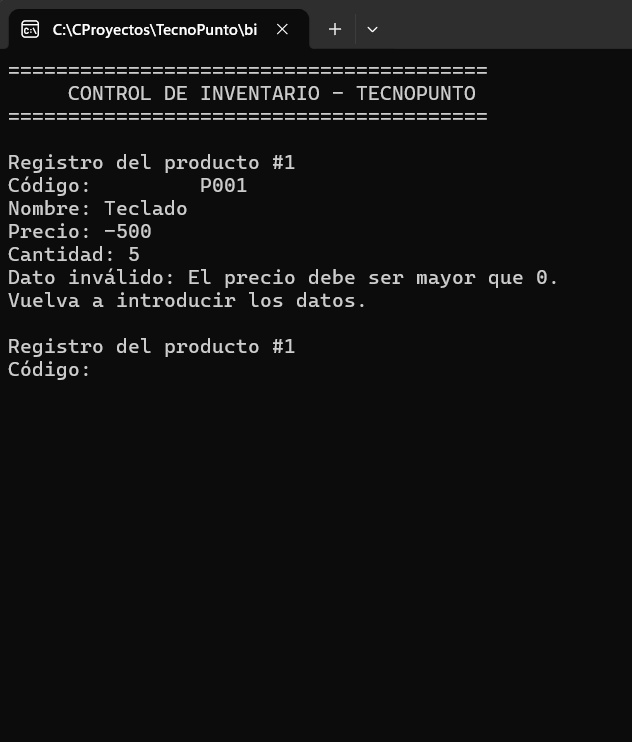 C:\CProyectos\TecnoPunto\bi
========================================
CONTROL DE INVENTARIO - TECNOPUNTO
========================================
Registro del producto #1
Código:         P001
Nombre: Teclado
Precio: -500
Cantidad: 5
Dato inválido: El precio debe ser mayor que 0.
Vuelva a introducir los datos.
Registro del producto #1
Código: